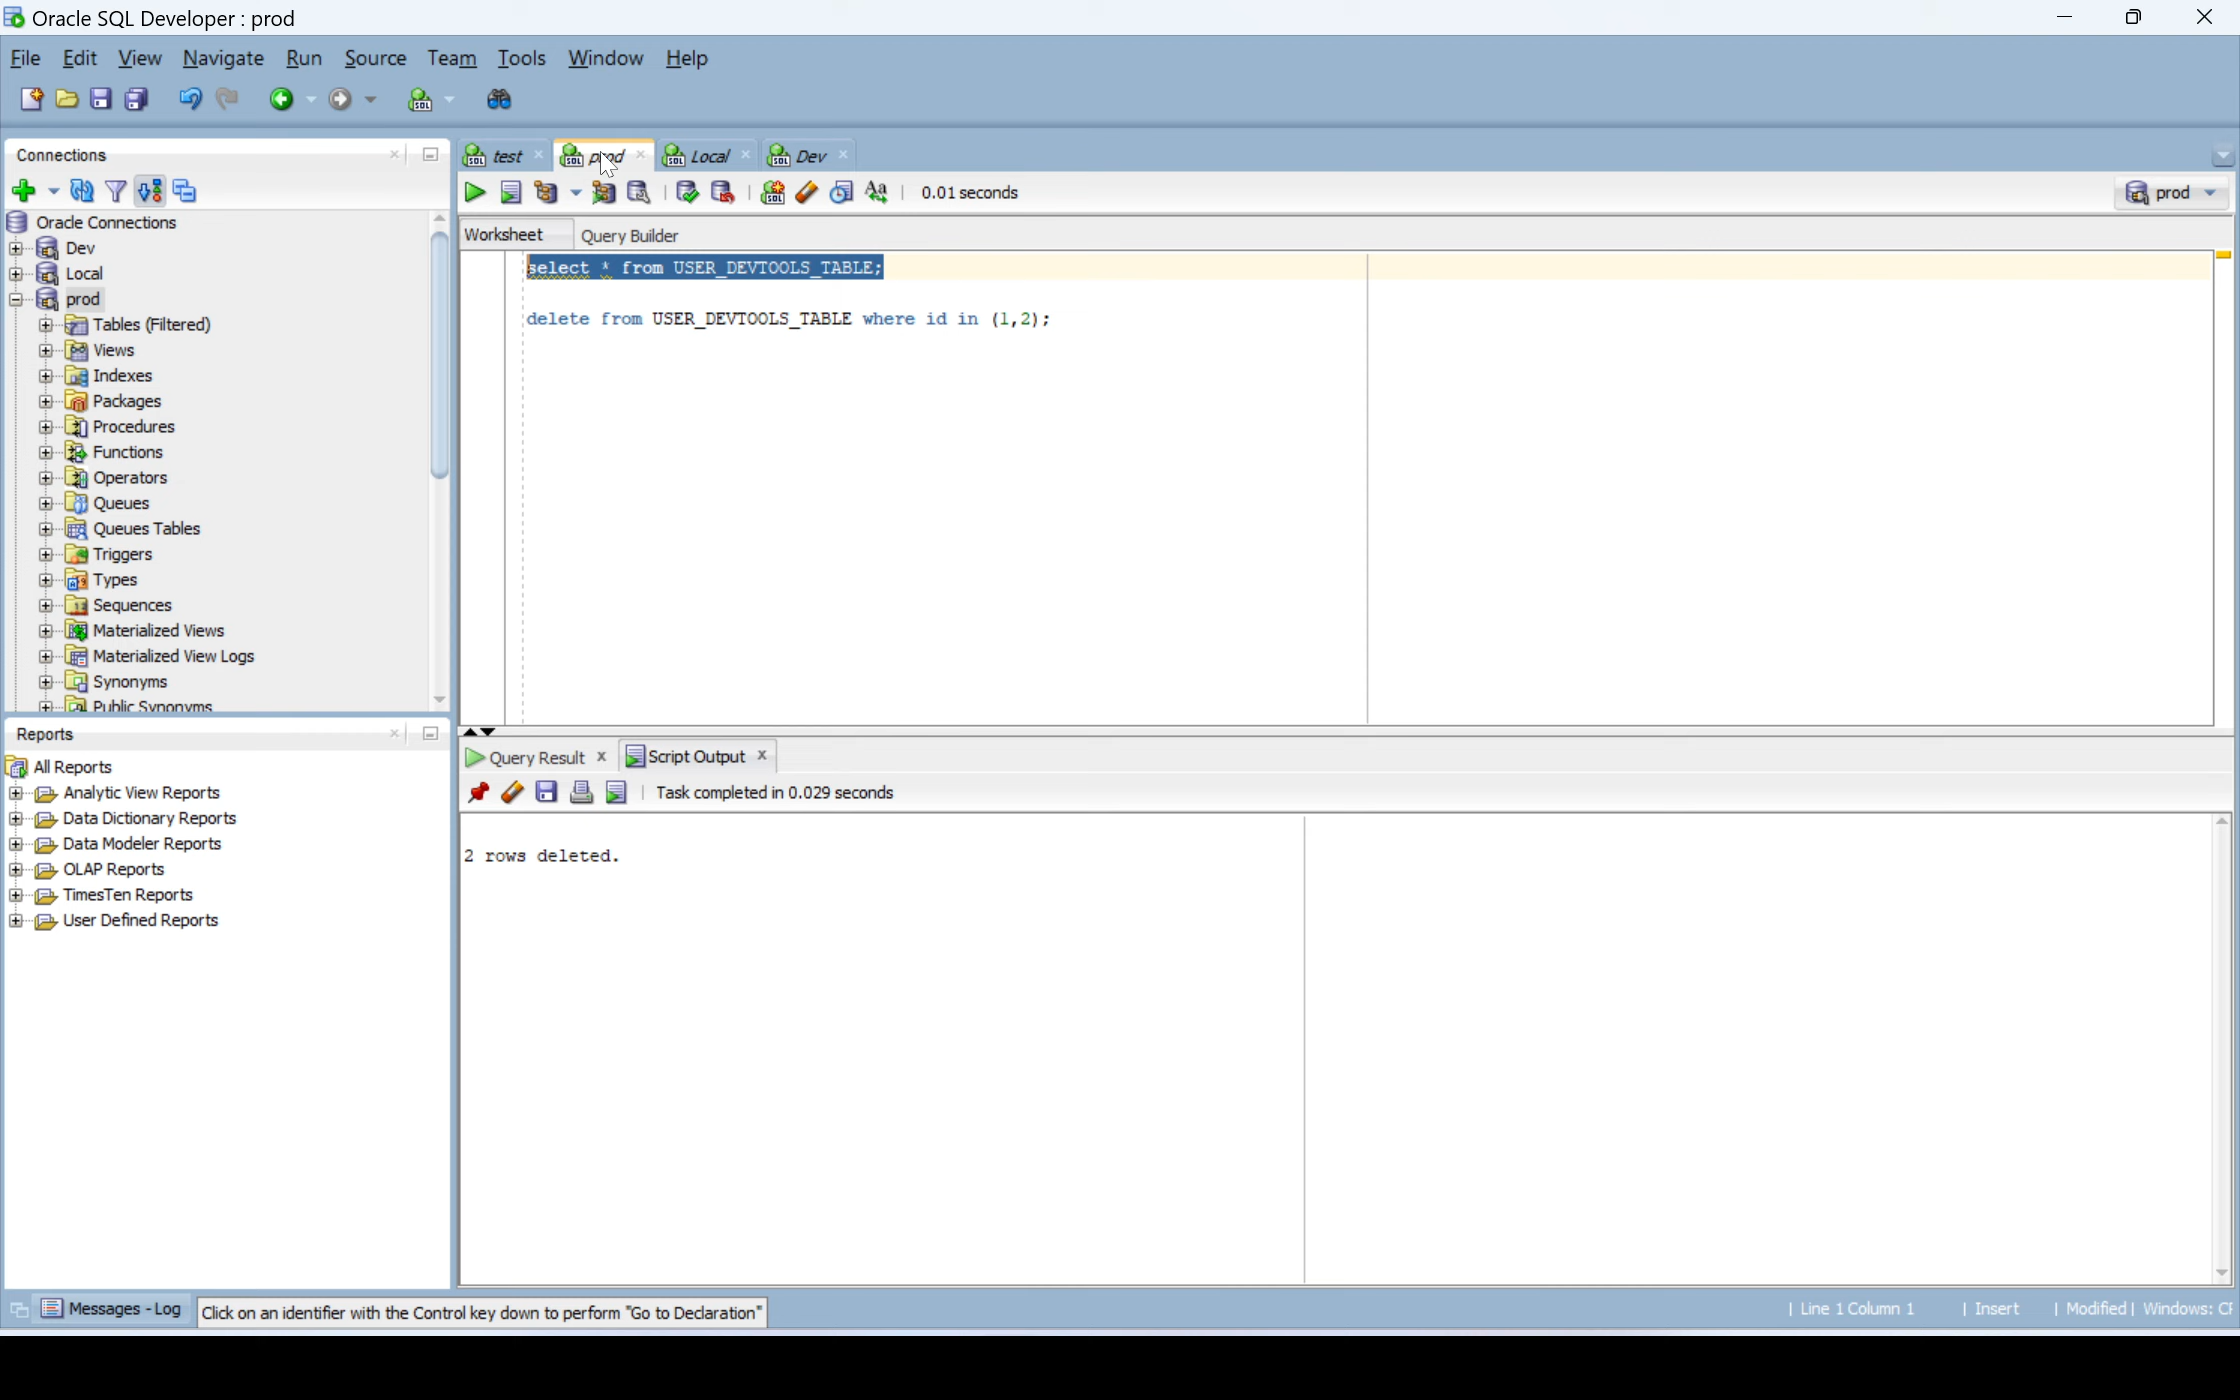 Oracle SQL Developer : prod
File Edit View Navigate Run Source Team Tools Window Help
Connections
Oracle Connections
Dev
Local
prod
Tables (Filtered)
Views
Indexes
Packages
Procedures
Functions
Operators
Queues
Queues Tables
Triggers
Types
Sequences
Materialized Views
Materialized View Logs
Synonyms
Public Synonyms
Reports
All Reports
Analytic View Reports
Data Dictionary Reports
Data Modeler Reports
OLAP Reports
TimesTen Reports
User Defined Reports
test prod Local Dev
0.01 seconds
prod
Worksheet Query Builder
select * from USER_DEVTOOLS_TABLE;
delete from USER_DEVTOOLS_TABLE where id in (1,2);
Query Result Script Output
Task completed in 0.029 seconds
2 rows deleted.
Messages - Log
Click on an identifier with the Control key down to perform "Go to Declaration"
Line 1 Column 1 Insert Modified Windows: